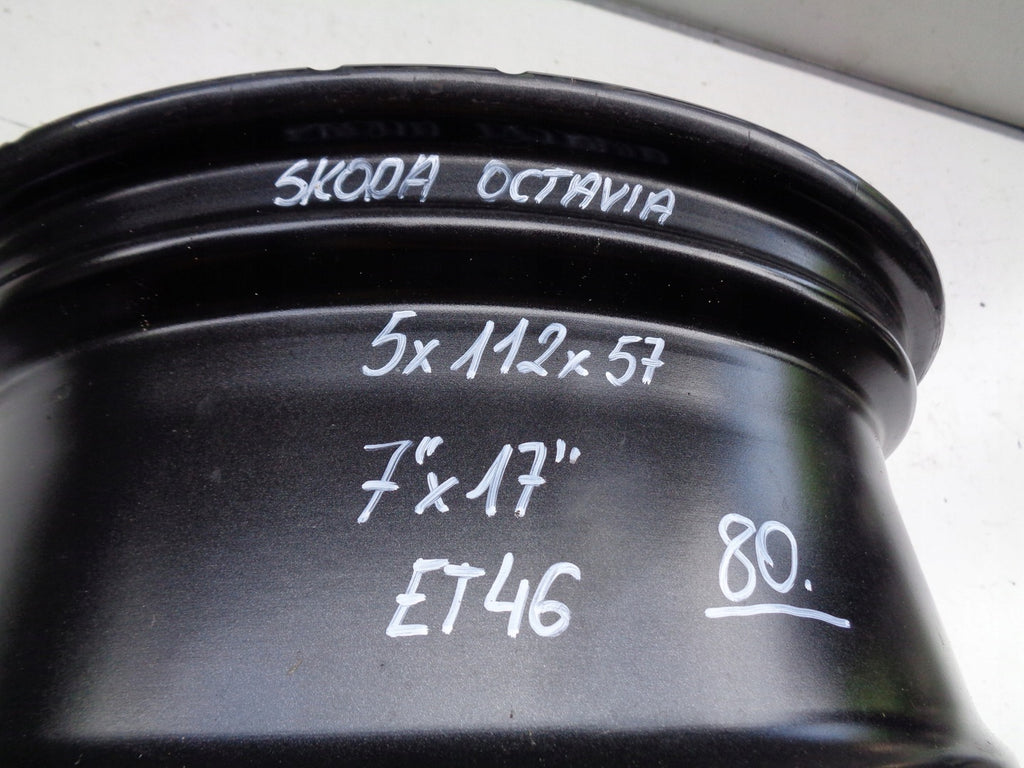 SKODA OCTAVIA
5x112x57
7"x17"
ET46
80.